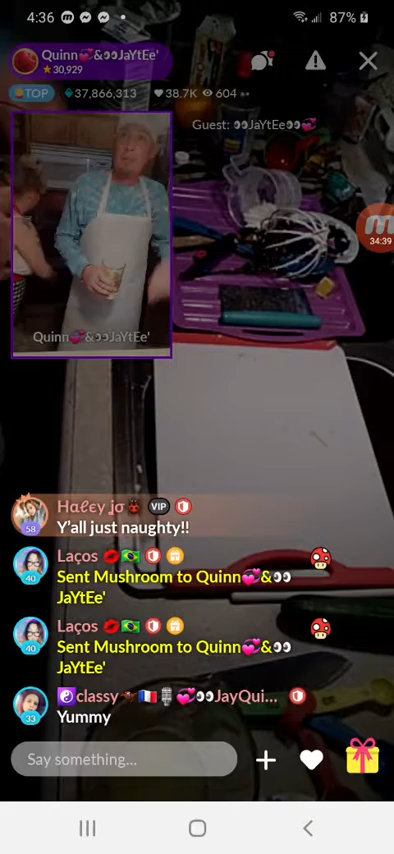 4:36
87%
Quinn💞&👀JaYtEe'
★30,929
TOP 37,866,313 ♥38.7K 604
Guest: 👀JaYtEe👀💞
34:39
Quinn💞&👀JaYtEe'
Hαℓєу јσ🐞 VIP
58
Y'all just naughty!!
Laços 💋🇧🇷
40
Sent Mushroom to Quinn💞&👀
JaYtEe'
Laços 💋🇧🇷
40
Sent Mushroom to Quinn💞&👀
JaYtEe'
☯classy🐎🇫🇷🎙💞👀JayQui...
33
Yummy
Say something...